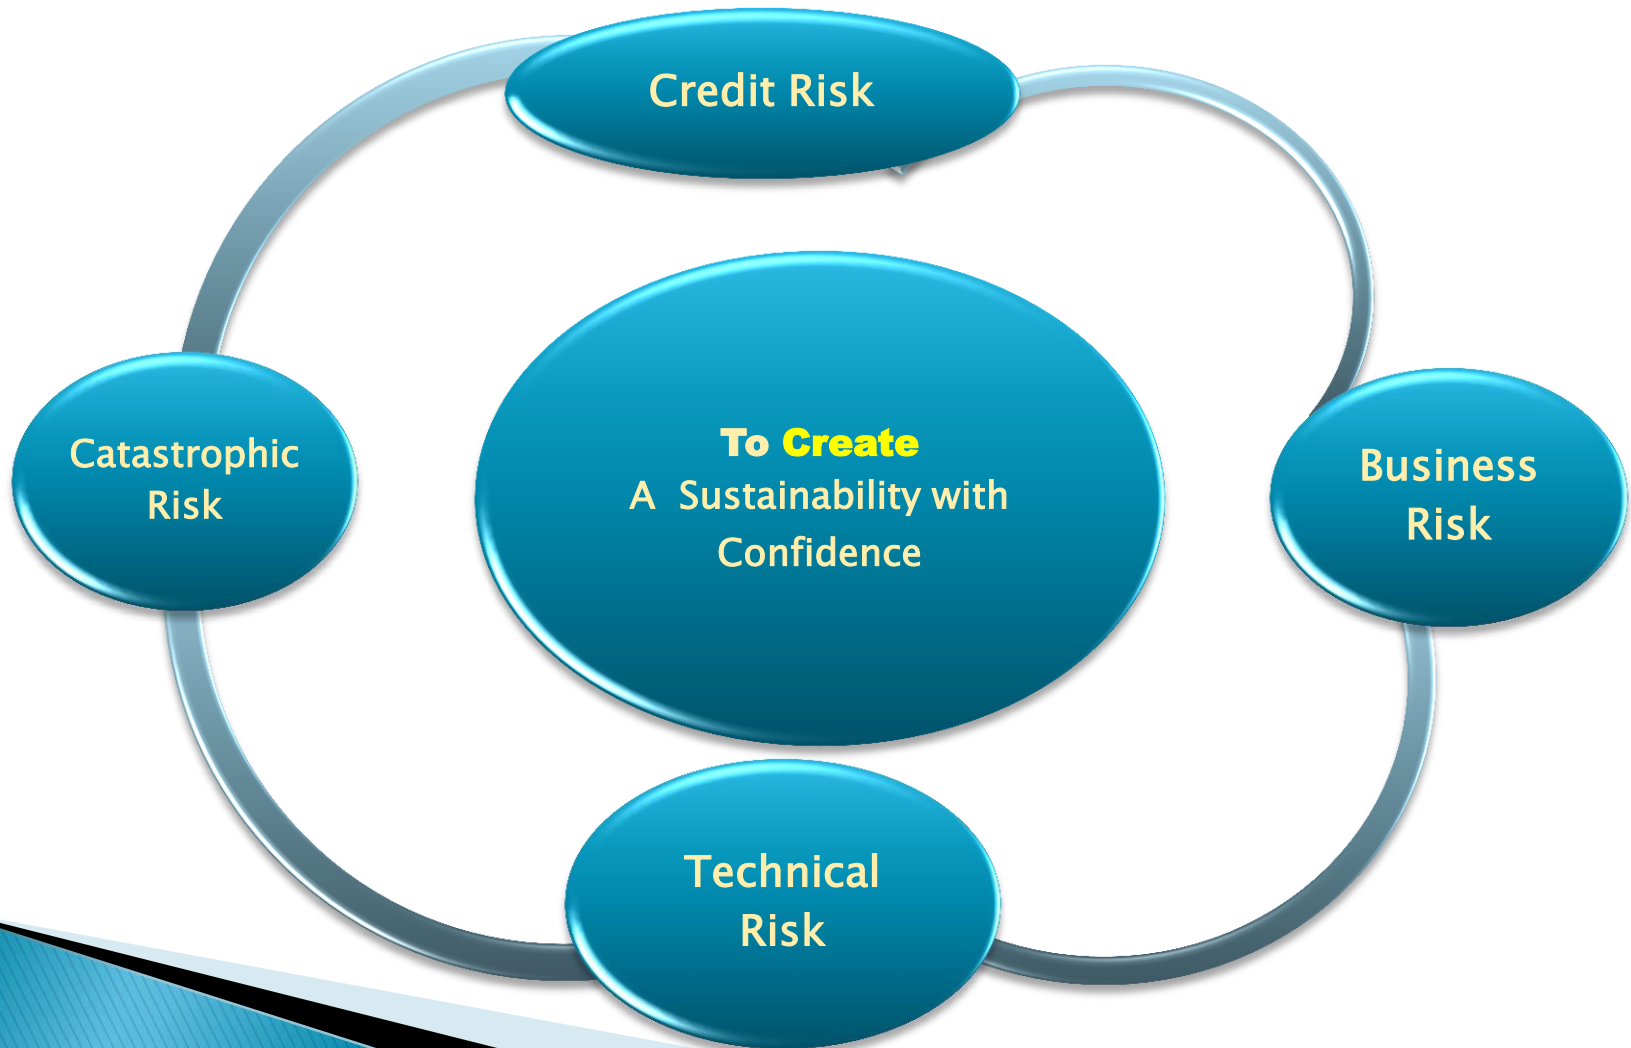 Credit Risk
Catastrophic
Risk
To Create
A Sustainability with
Confidence
Business
Risk
Technical
Risk